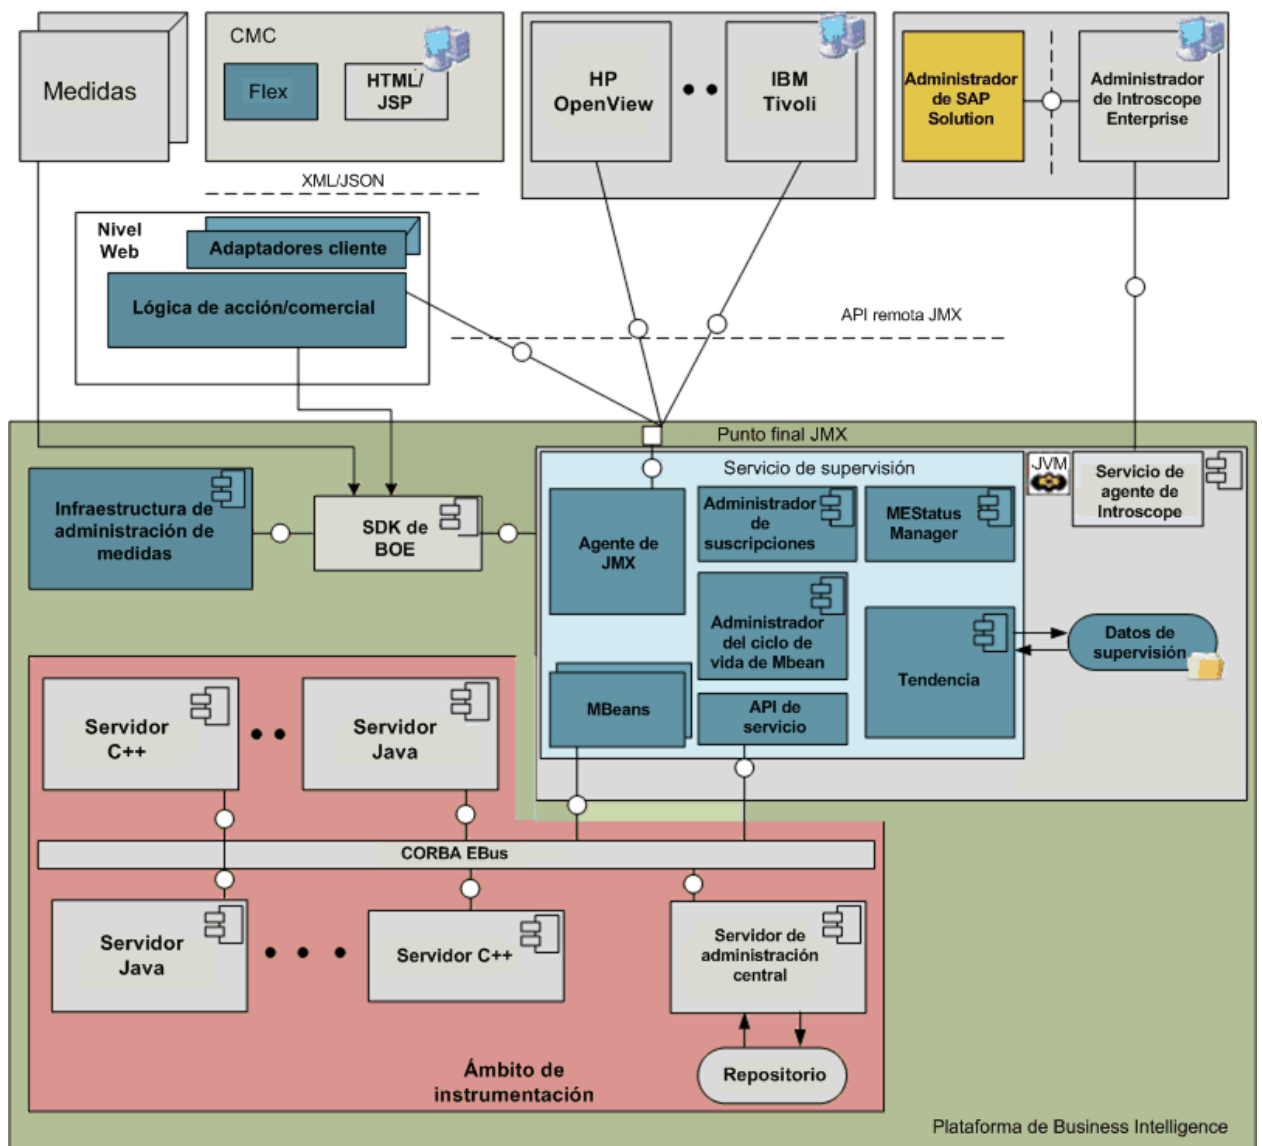 Medidas
CMC
Flex
HTML/
JSP
HP
OpenView
IBM
Tivoli
Administrador
de SAP
Solution
Administrador
de Introscope
Enterprise
XML/JSON
Nivel
Web
Adaptadores cliente
Lógica de acción/comercial
API remota JMX
Punto final JMX
Servicio de supervisión
JVM
Servicio de
agente de
Introscope
Infraestructura de
administración de
medidas
SDK de
BOE
Agente de
JMX
Administrador
de
suscripciones
MEStatus
Manager
Administrador
del ciclo de
vida de Mbean
Tendencia
Datos de
supervisión
MBeans
API de
servicio
Servidor
C++
Servidor
Java
CORBA EBus
Servidor
Java
Servidor C++
Servidor de
administración
central
Repositorio
Ámbito de
instrumentación
Plataforma de Business Intelligence